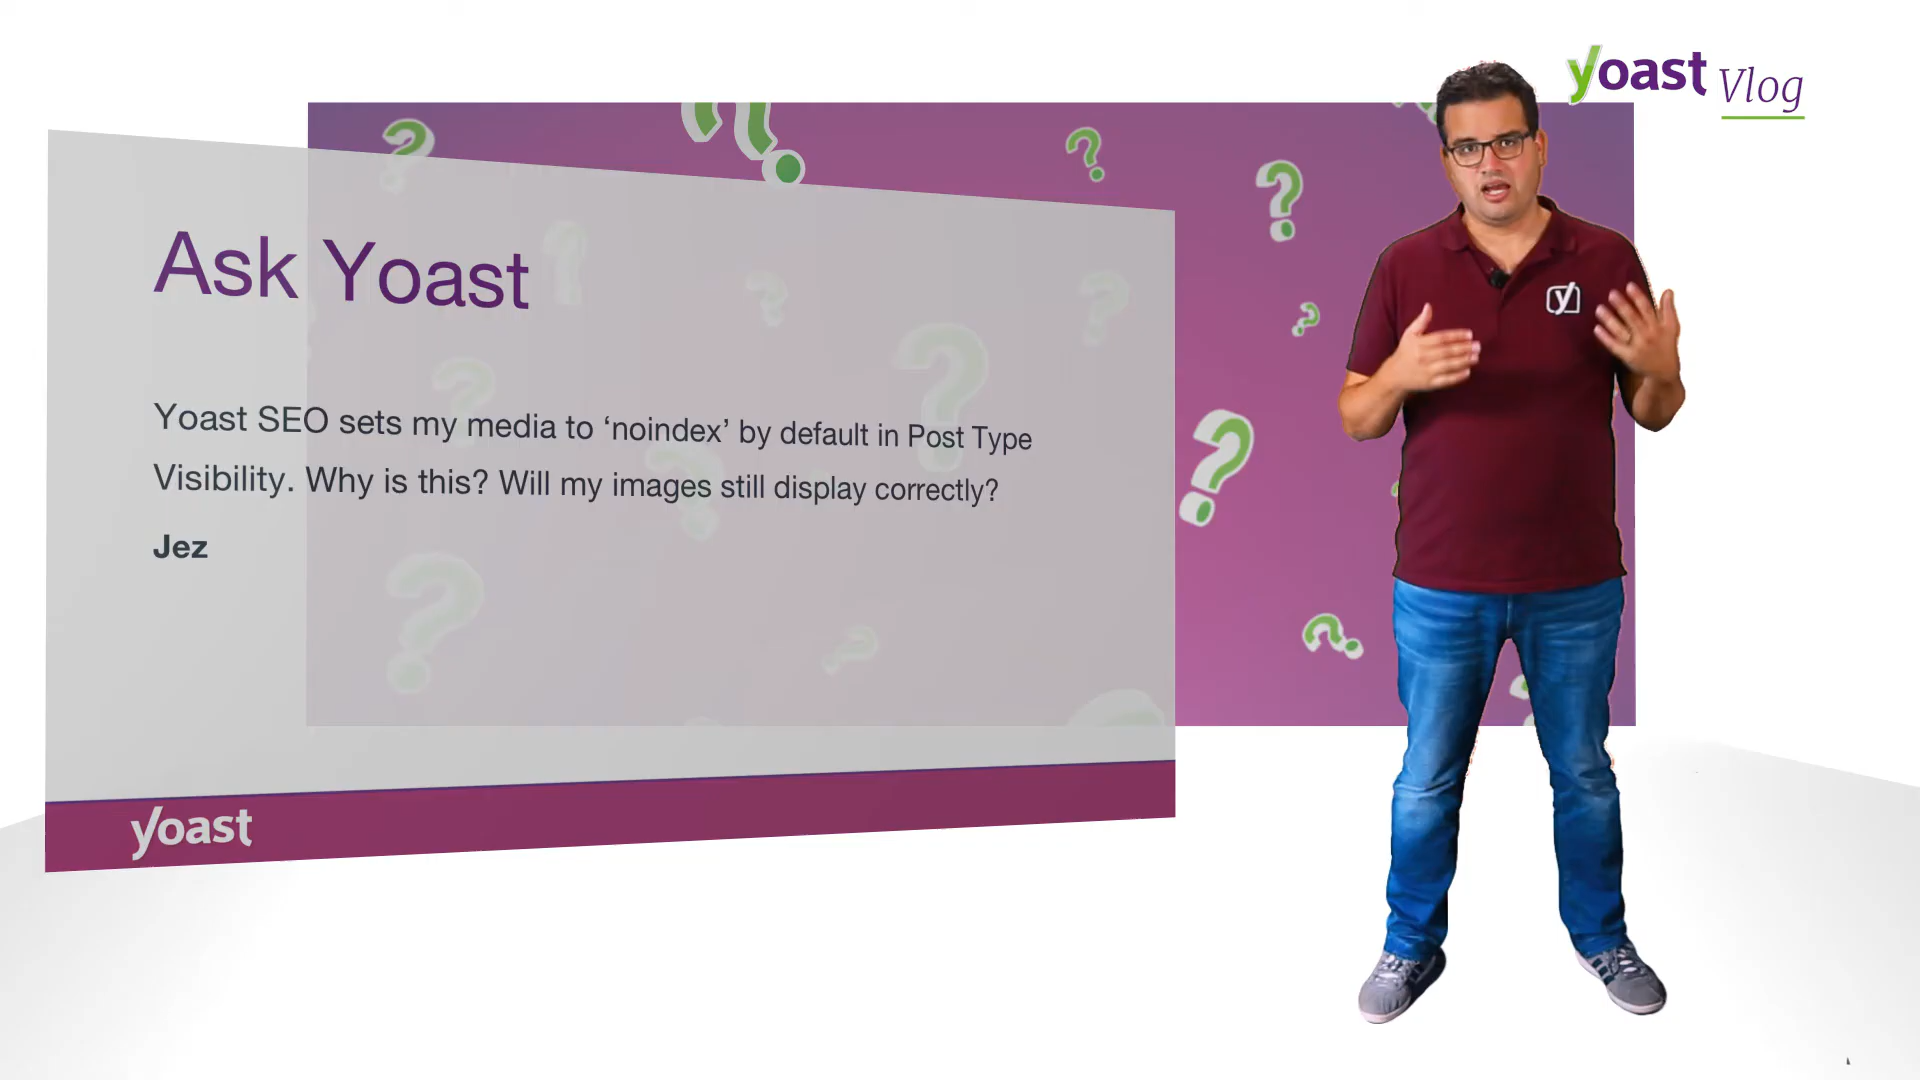 yoast Vlog
Ask Yoast
Yoast SEO sets my media to ‘noindex’ by default in Post Type
Visibility. Why is this? Will my images still display correctly?
Jez
yoast
y